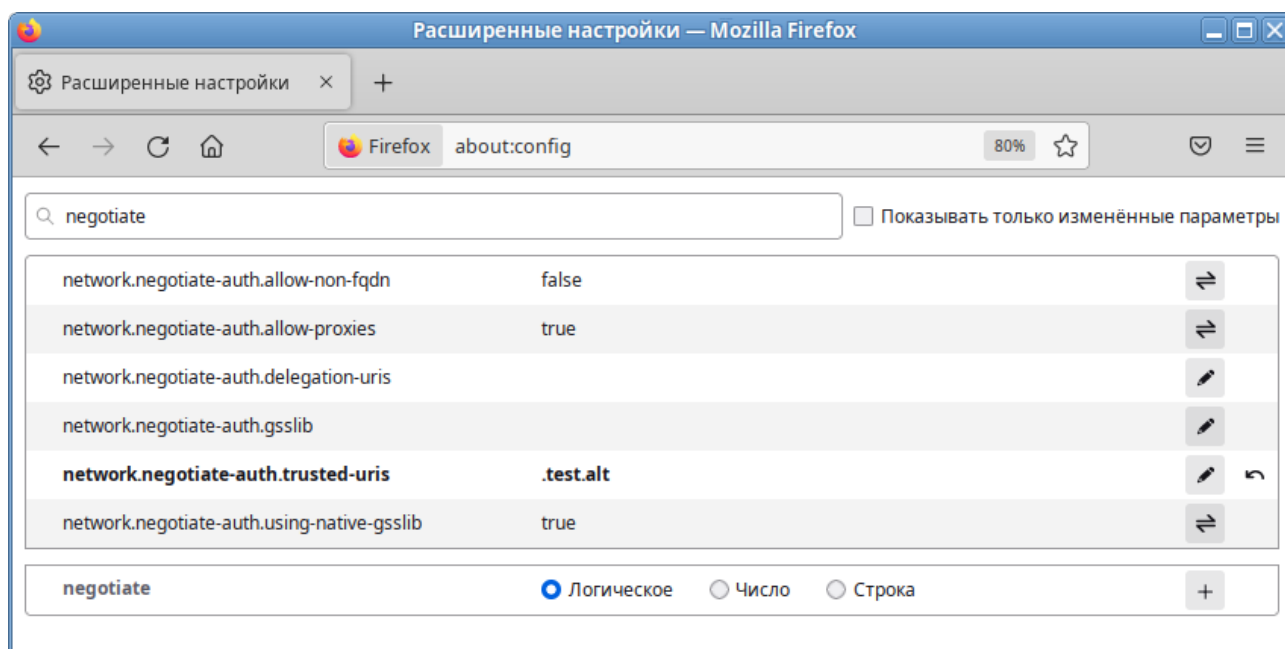 Расширенные настройки — Mozilla Firefox
Расширенные настройки
Firefox about:config 80%
negotiate Показывать только изменённые параметры
network.negotiate-auth.allow-non-fqdn false
network.negotiate-auth.allow-proxies true
network.negotiate-auth.delegation-uris
network.negotiate-auth.gsslib
network.negotiate-auth.trusted-uris .test.alt
network.negotiate-auth.using-native-gsslib true
negotiate Логическое Число Строка